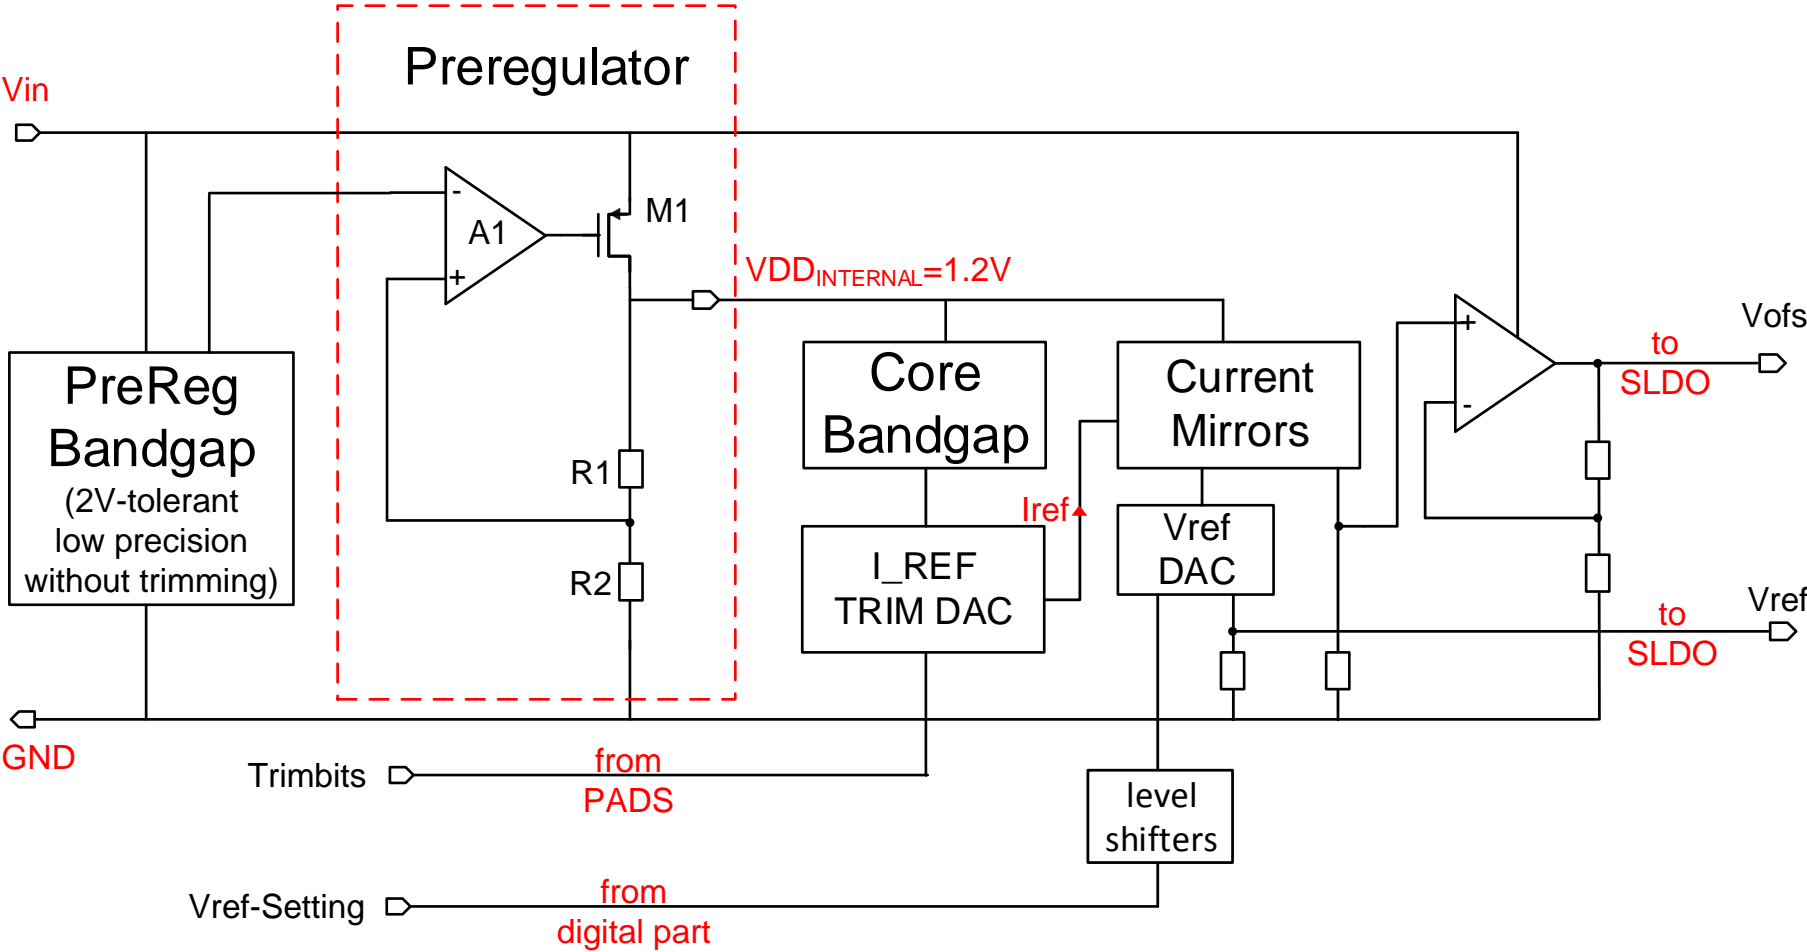 Preregulator
Vin
-
A1
+
M1
VDDINTERNAL=1.2V
PreReg
Bandgap
(2V-tolerant
low precision
without trimming)
R1
R2
Core
Bandgap
Current
Mirrors
+
-
Vofs
to
SLDO
Iref
I_REF
TRIM DAC
Vref
DAC
Vref
to
SLDO
GND
Trimbits
from
PADS
level
shifters
Vref-Setting
from
digital part